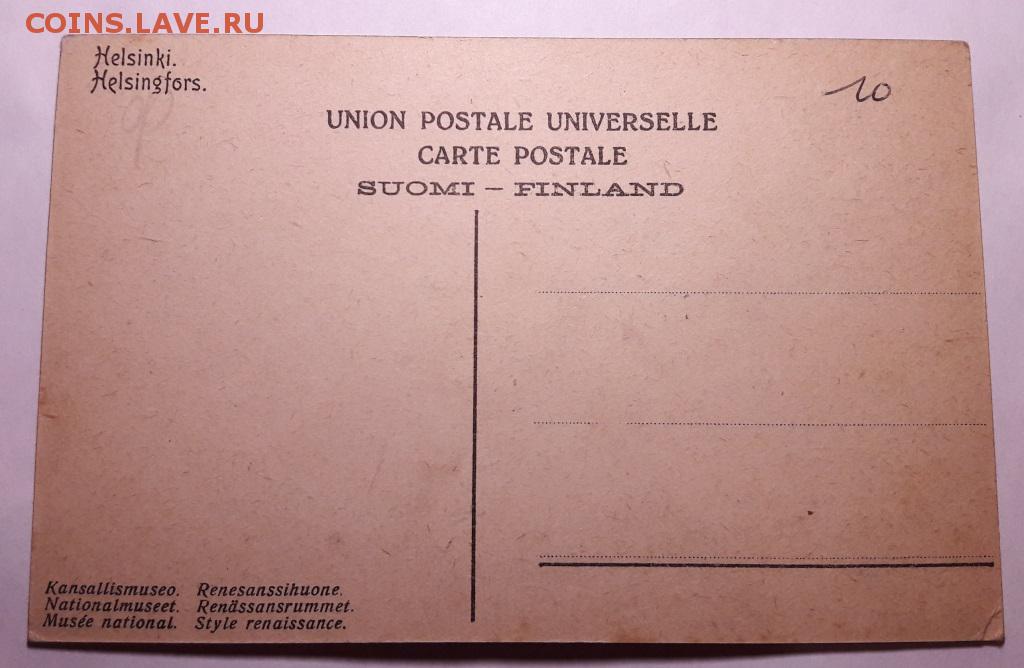 COINS.LAVE.RU
Helsinki.
Helsingfors.
10
UNION POSTALE UNIVERSELLE
CARTE POSTALE
SUOMI – FINLAND
Kansallismuseo. Renesanssihuone.
Nationalmuseet. Renässansrummet.
Musée national. Style renaissance.